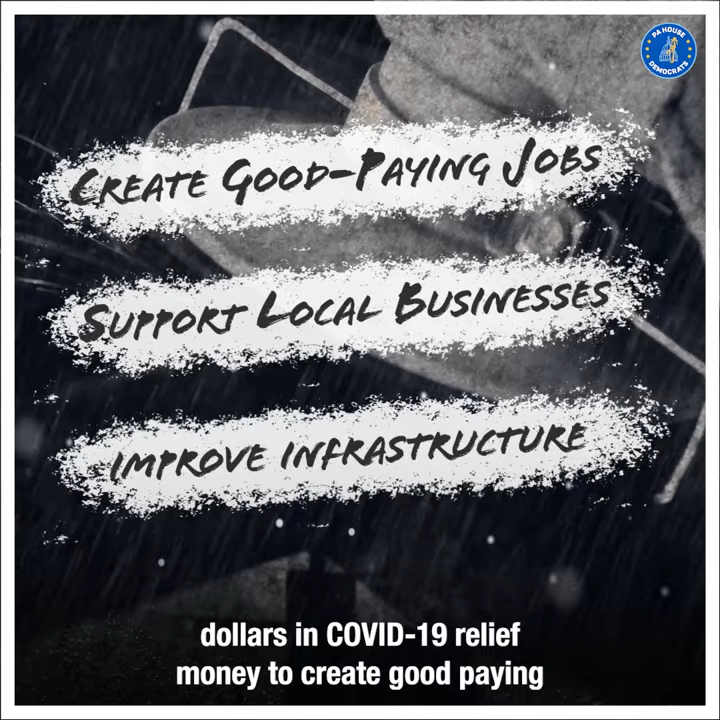 PA HOUSE
DEMOCRATS
CREATE GOOD-PAYING JOBS
SUPPORT LOCAL BUSINESSES
IMPROVE INFRASTRUCTURE
dollars in COVID-19 relief
money to create good paying